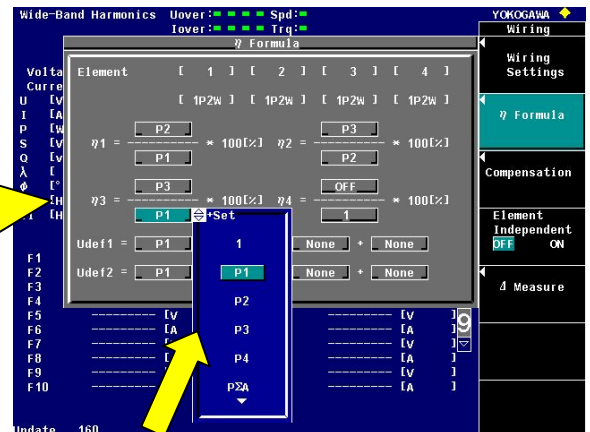 Wide-Band Harmonics Uover: Spd:
Iover: Trq:
YOKOGAWA
Wiring
η Formula
Wiring
Settings
η Formula
Compensation
Element
Independent
OFF ON
Δ Measure
Volta
Curre
U [V
I [A
P [W
S [V
Q [v
λ [
ϕ [°
[H
[H
Element [ 1 ] [ 2 ] [ 3 ] [ 4 ]
[ 1P2W ] [ 1P2W ] [ 1P2W ] [ 1P2W ]
η1 = P2 / P1 * 100[%] η2 = P3 / P2 * 100[%]
η3 = P3 / P1 * 100[%] η4 = OFF / 1 * 100[%]
Udef1 = P1 None + None
Udef2 = P1 None + None
+Set
1
P1
P2
P3
P4
PΣA
F1
F2
F3
F4
F5 -------- [V -------- [V ]
F6 -------- [A -------- [A ]
F7 -------- [V -------- [V ]
F8 -------- [A -------- [A ]
F9 -------- [V -------- [V ]
F10 -------- [A -------- [A ]
9
Update 160